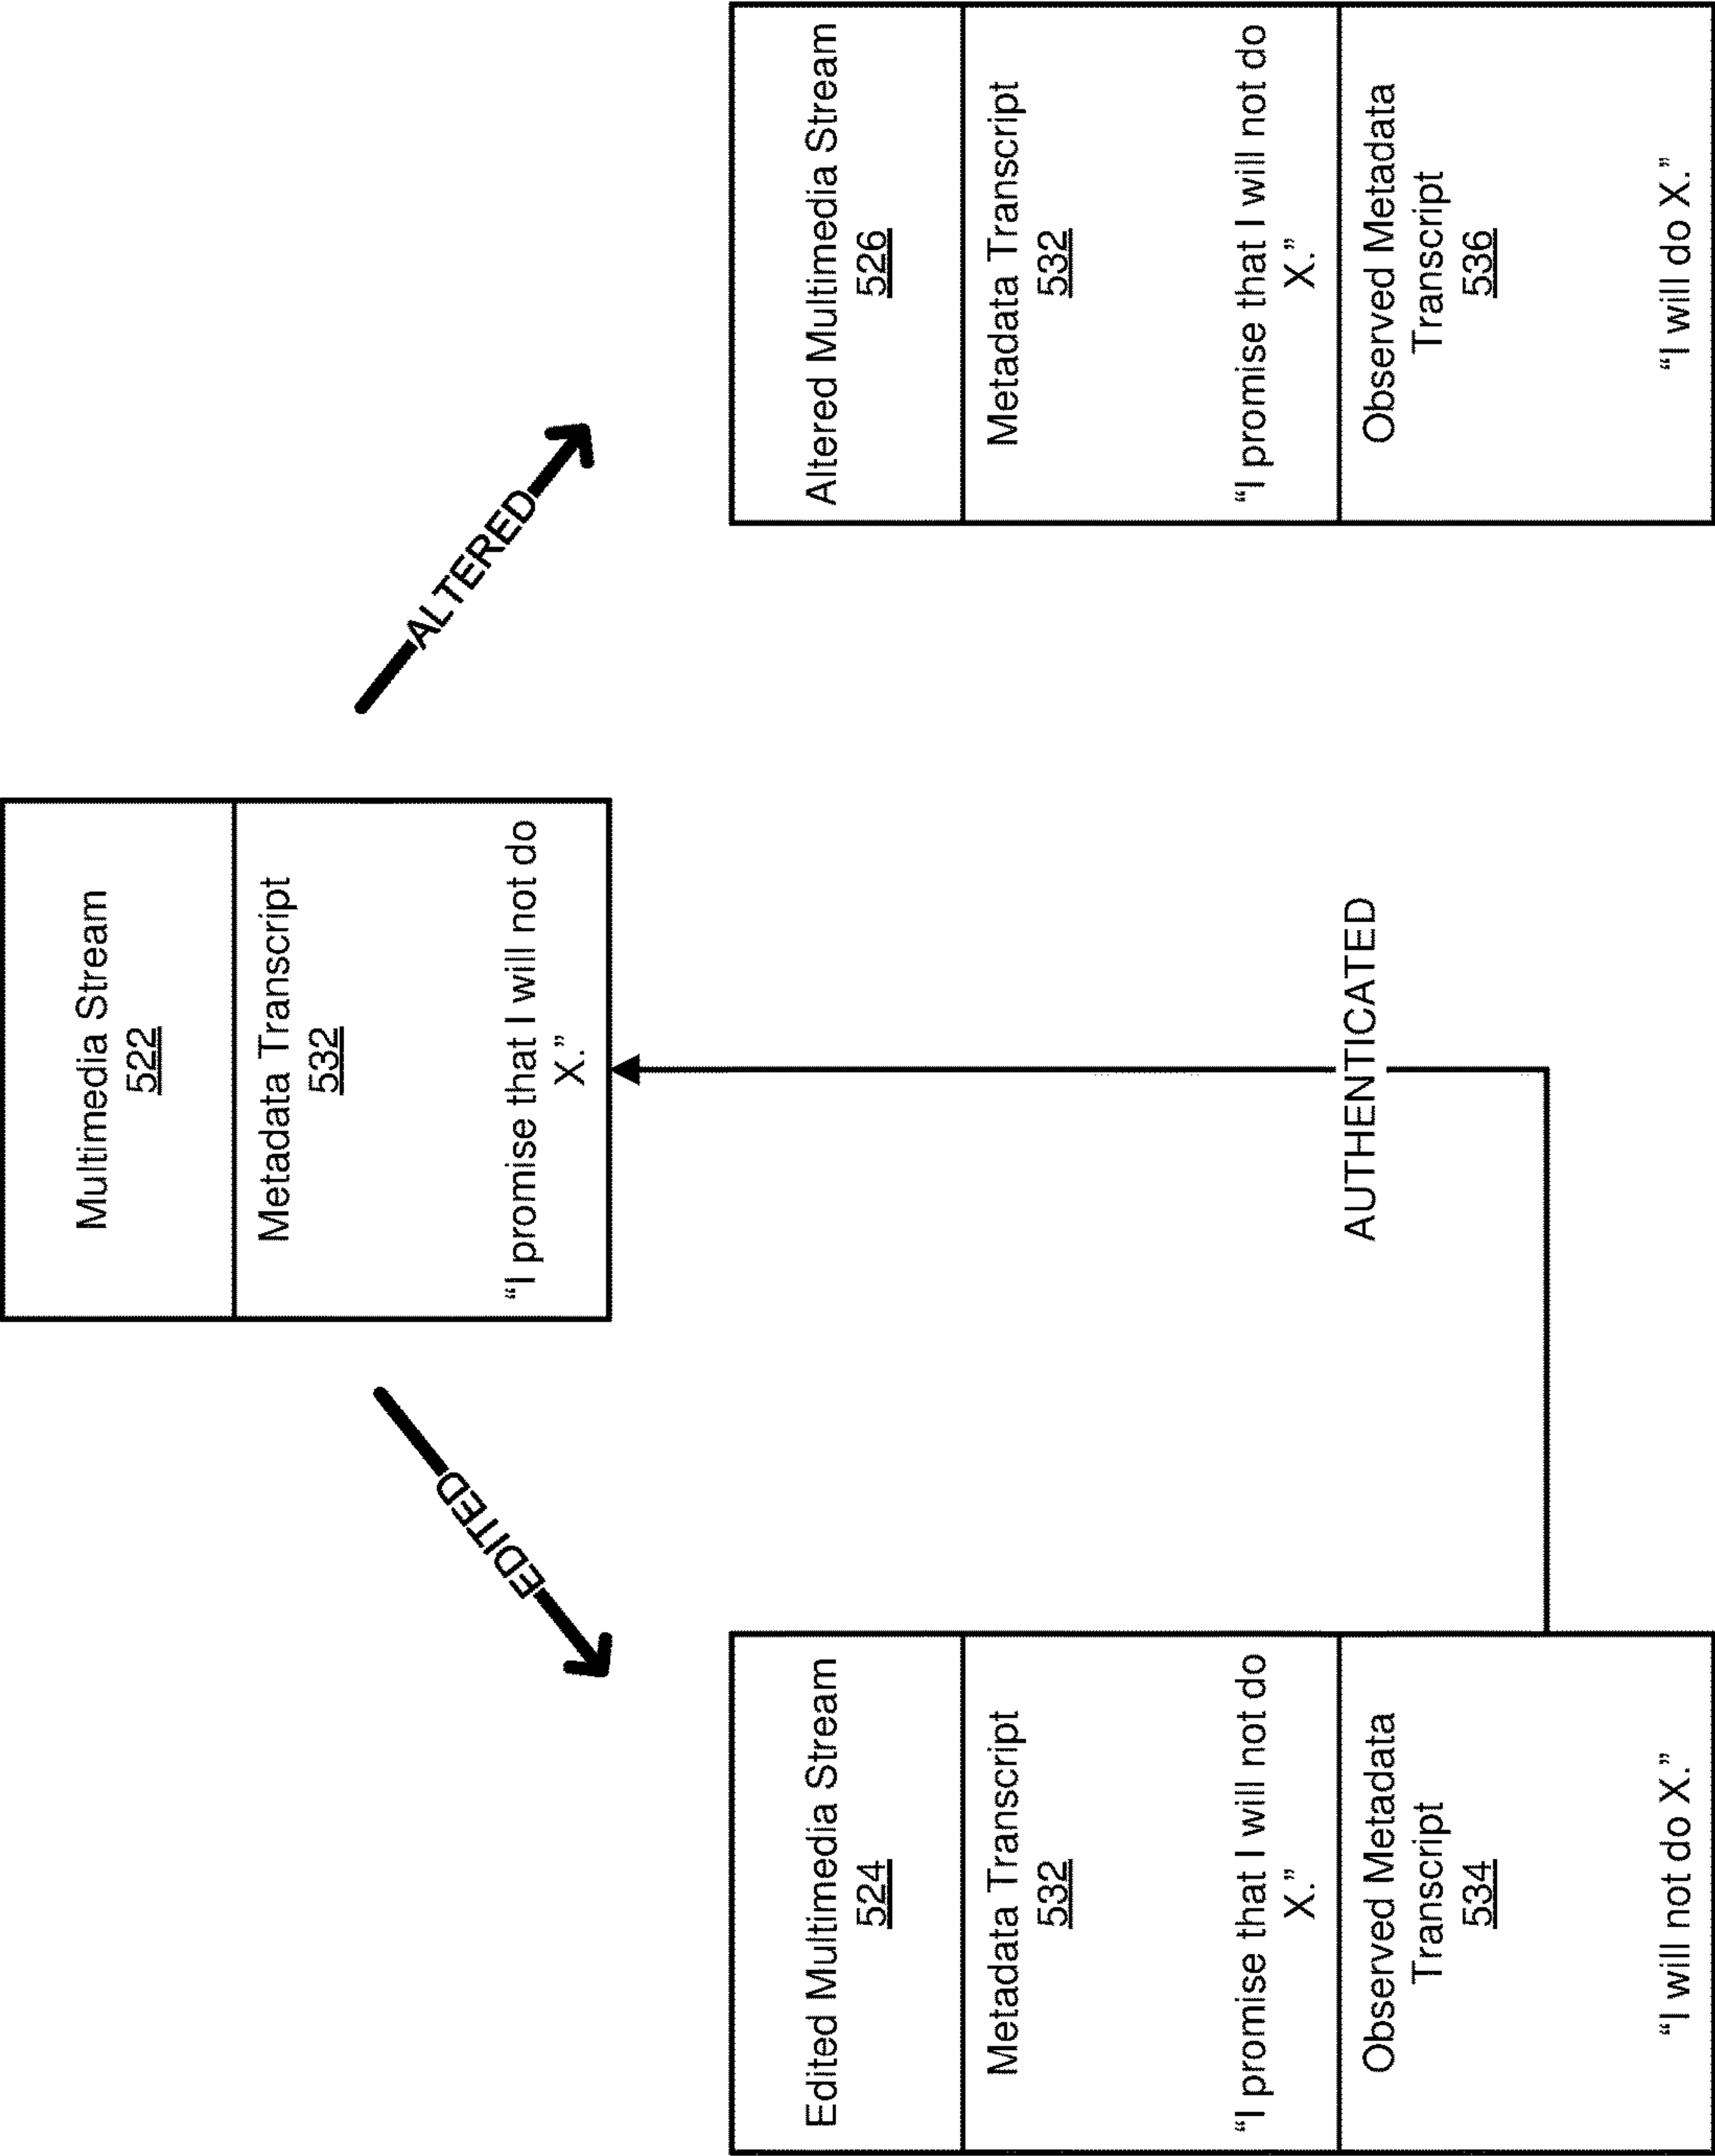 Multimedia Stream
522
Metadata Transcript
532
“I promise that I will not do
X.”
EDITED
ALTERED
Edited Multimedia Stream
524
Metadata Transcript
532
“I promise that I will not do
X.”
Observed Metadata
Transcript
534
“I will not do X.”
AUTHENTICATED
Altered Multimedia Stream
526
Metadata Transcript
532
“I promise that I will not do
X.”
Observed Metadata
Transcript
536
“I will do X.”